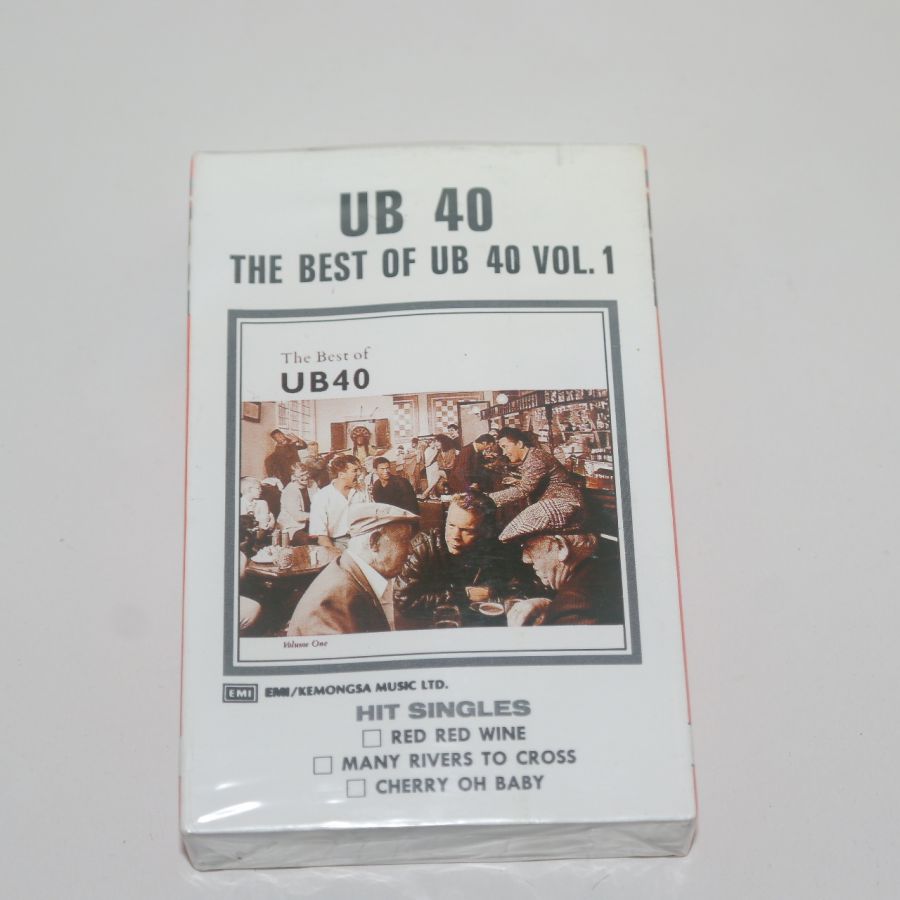 UB 40
THE BEST OF UB 40 VOL. 1
The Best of
UB40
Volume One
EMI EMI/KEMONGSA MUSIC LTD.
HIT SINGLES
RED RED WINE
MANY RIVERS TO CROSS
CHERRY OH BABY